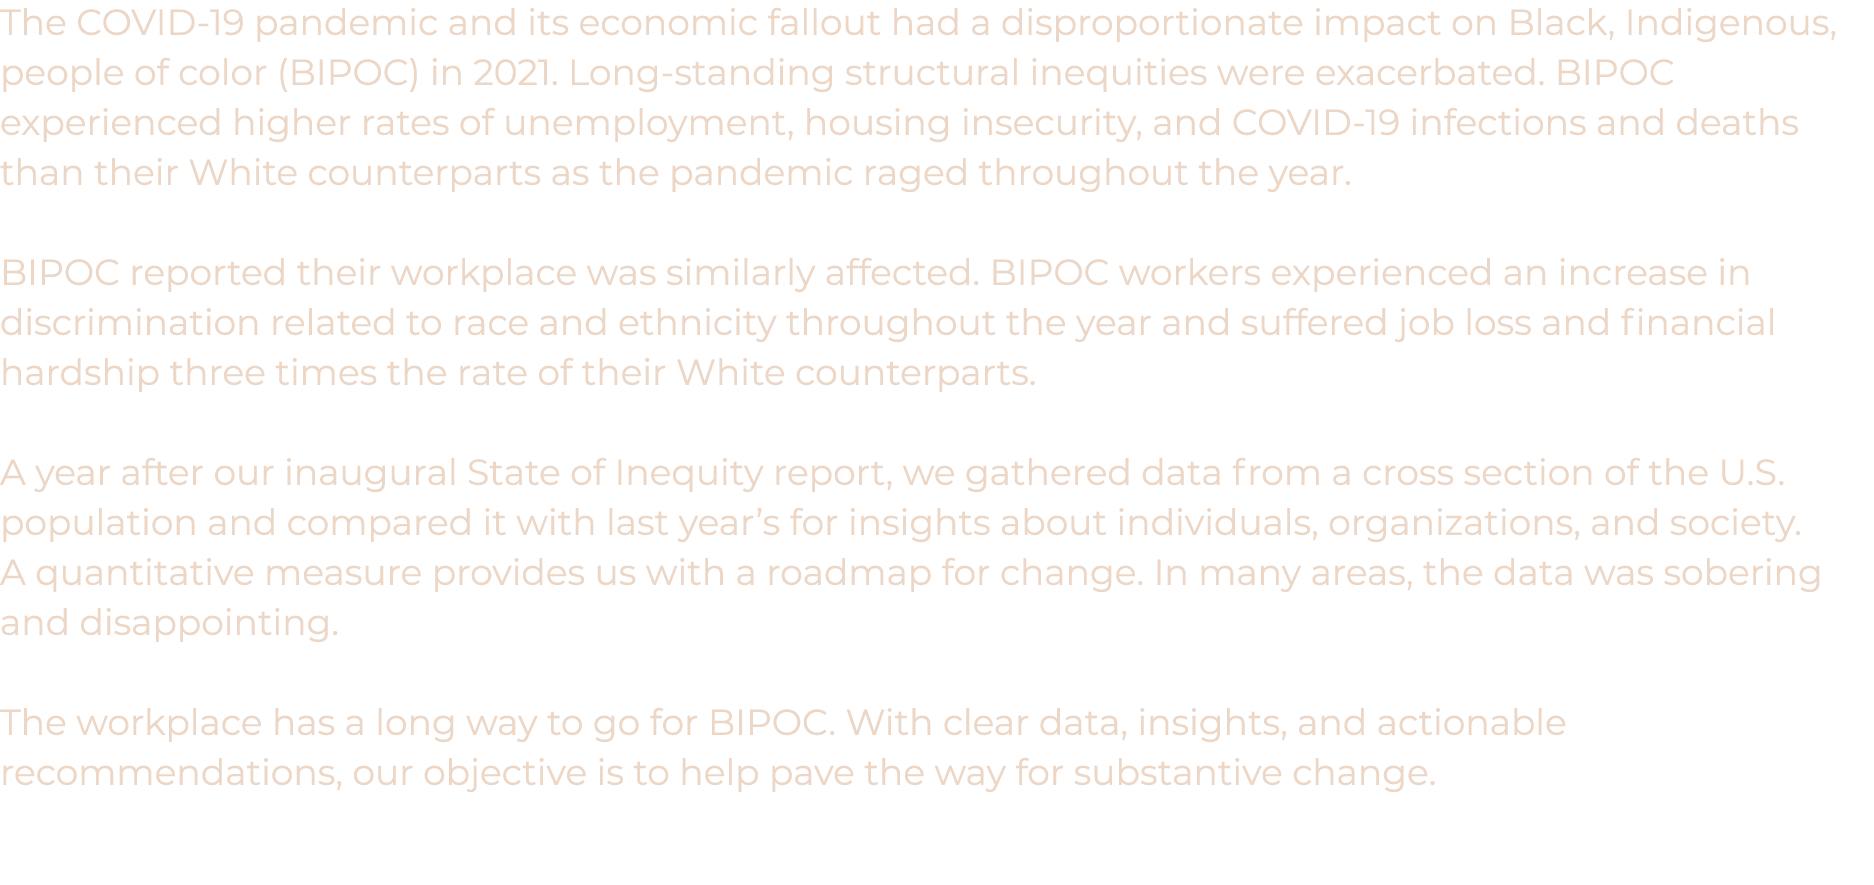 The COVID-19 pandemic and its economic fallout had a disproportionate impact on Black, Indigenous,
people of color (BIPOC) in 2021. Long-standing structural inequities were exacerbated. BIPOC
experienced higher rates of unemployment, housing insecurity, and COVID-19 infections and deaths
than their White counterparts as the pandemic raged throughout the year.
BIPOC reported their workplace was similarly affected. BIPOC workers experienced an increase in
discrimination related to race and ethnicity throughout the year and suffered job loss and financial
hardship three times the rate of their White counterparts.
A year after our inaugural State of Inequity report, we gathered data from a cross section of the U.S.
population and compared it with last year’s for insights about individuals, organizations, and society.
A quantitative measure provides us with a roadmap for change. In many areas, the data was sobering
and disappointing.
The workplace has a long way to go for BIPOC. With clear data, insights, and actionable
recommendations, our objective is to help pave the way for substantive change.